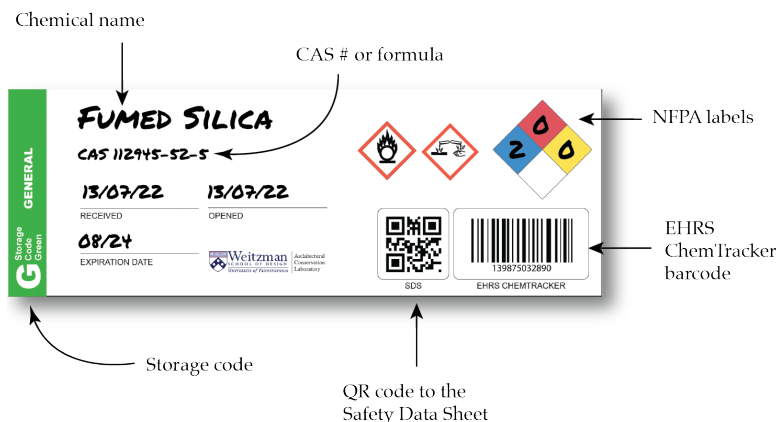 Chemical name
CAS # or formula
FUMED SILICA
CAS 112945-52-5
13/07/22 13/07/22
RECEIVED OPENED
08/24
EXPIRATION DATE
GENERAL
G Storage Code Green
Weitzman
SCHOOL OF DESIGN
UNIVERSITY OF PENNSYLVANIA
Architectural
Conservation
Laboratory
0
2 0
NFPA labels
139875032890
SDS EHRS CHEMTRACKER
EHRS
ChemTracker
barcode
Storage code
QR code to the
Safety Data Sheet